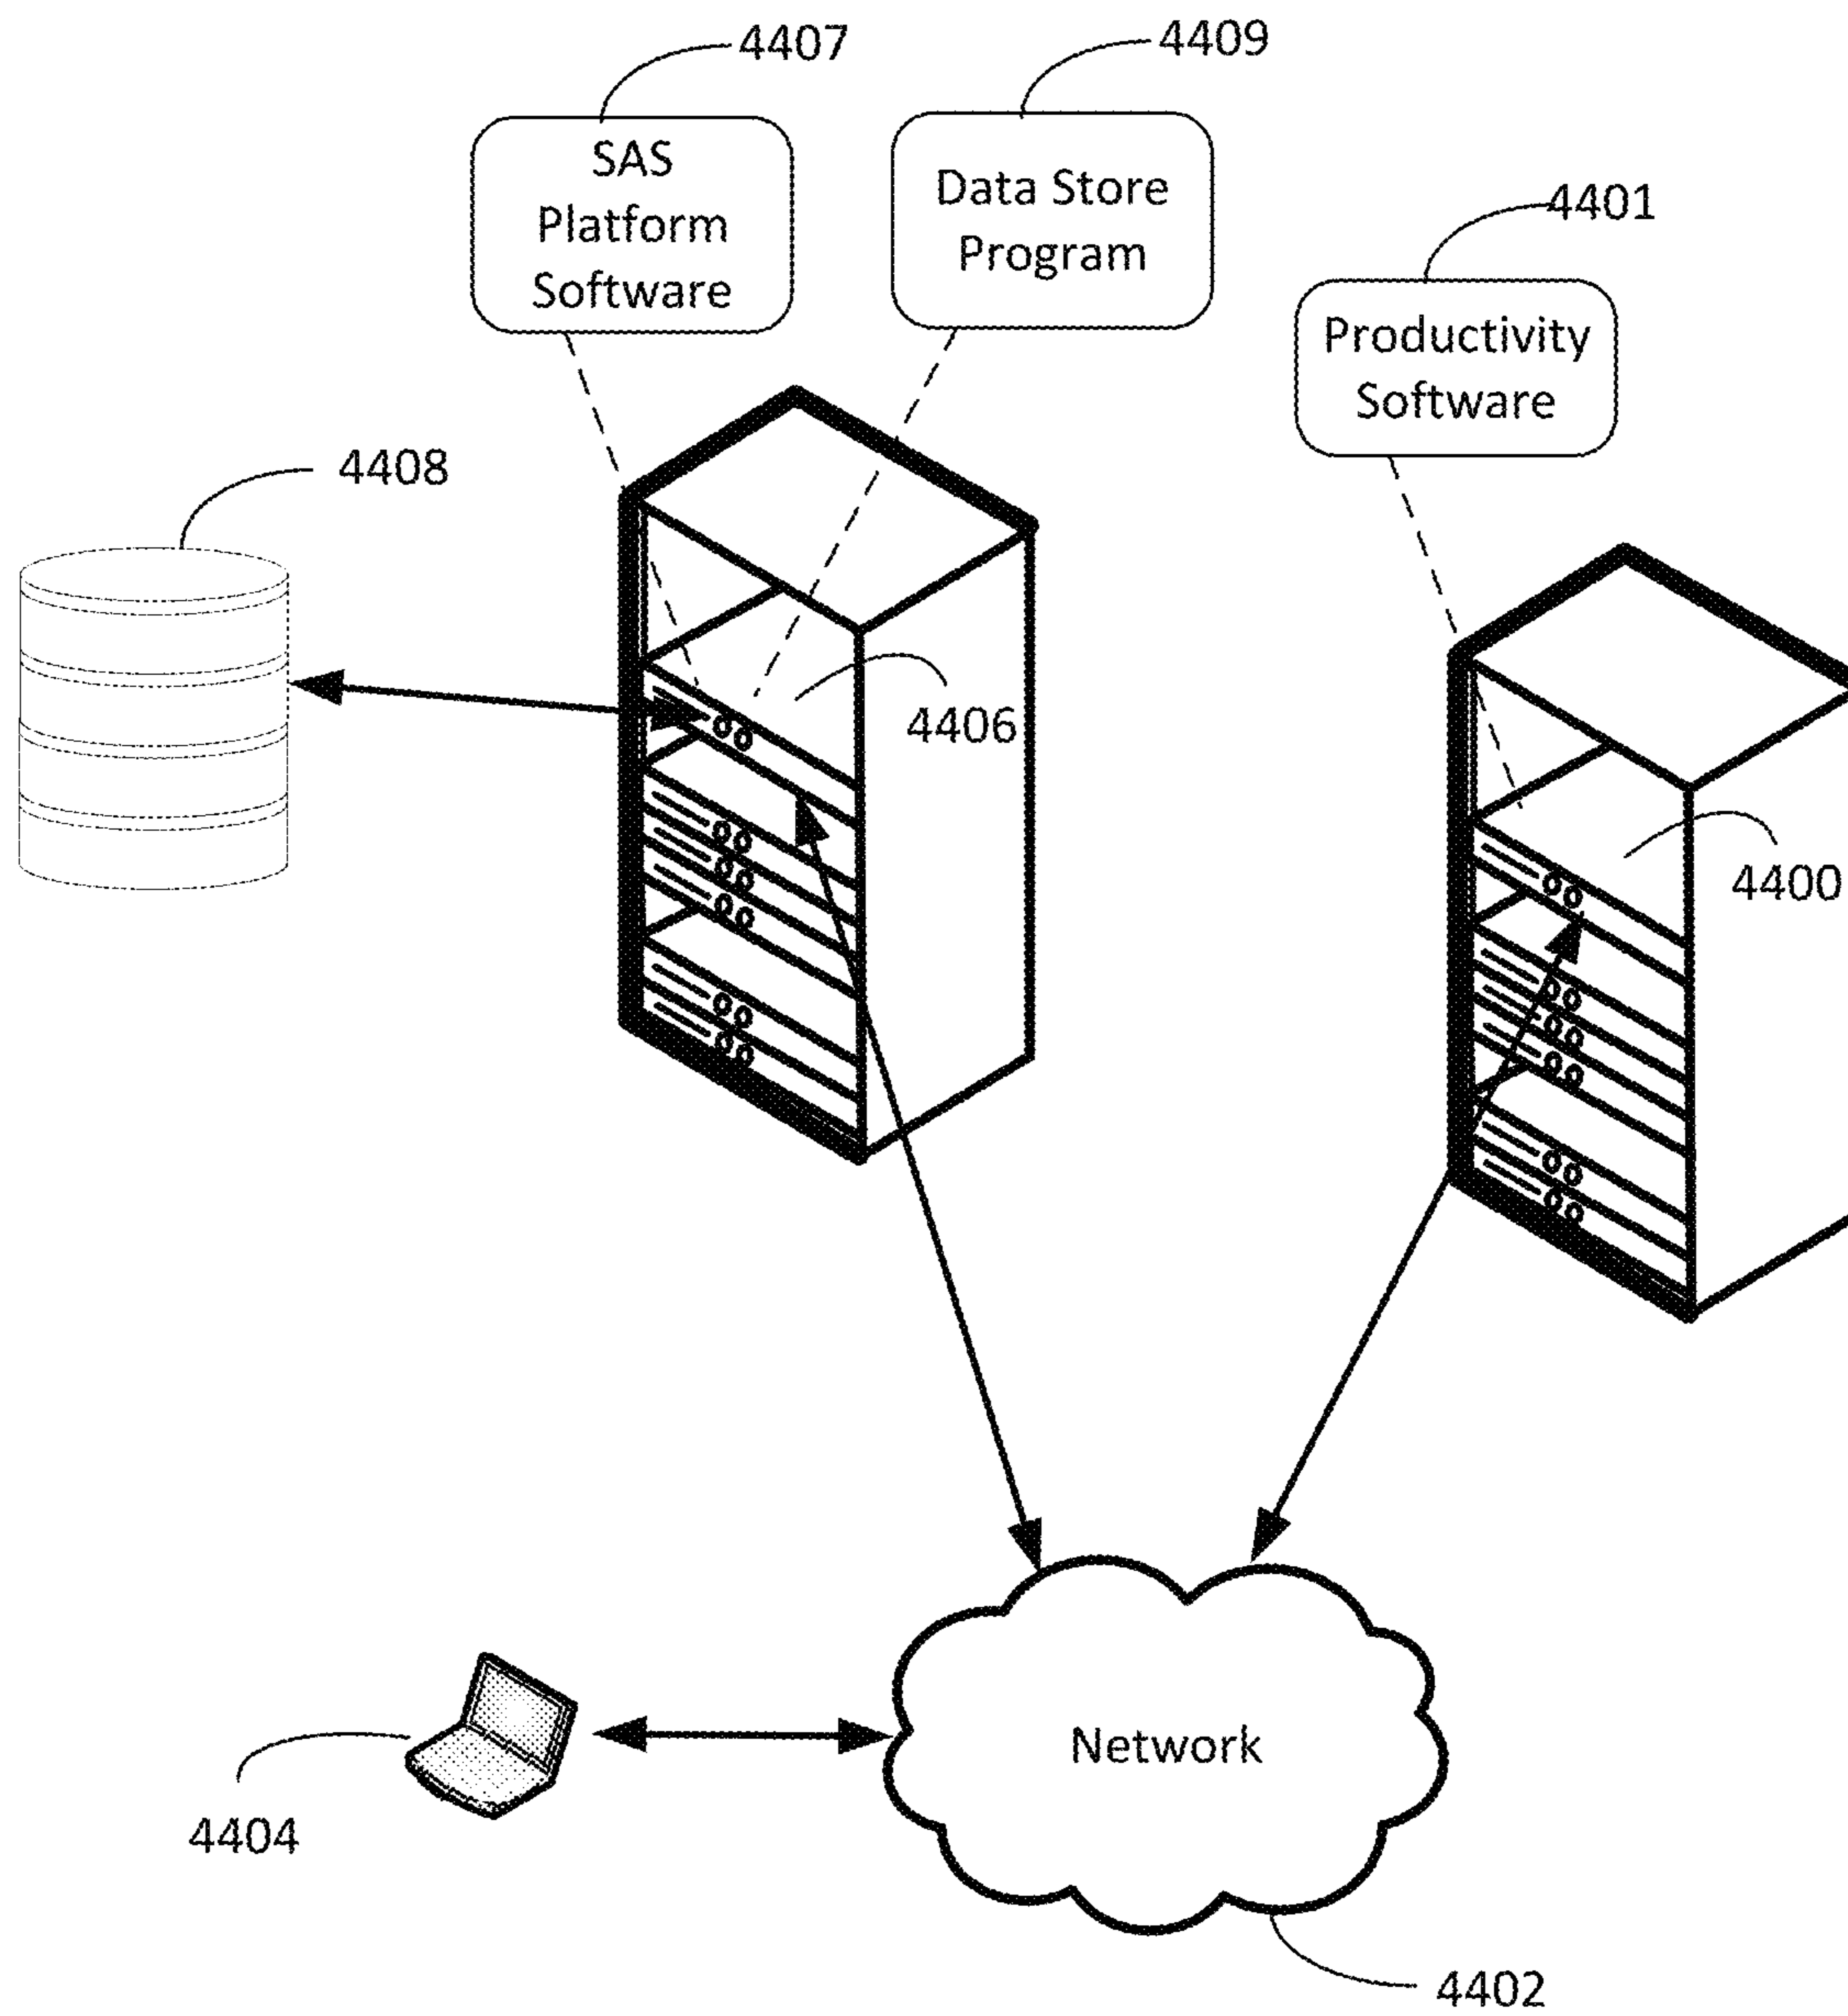 4407
4409
SAS
Platform
Software
Data Store
Program
4401
Productivity
Software
4408
4406
4400
Network
4404
4402